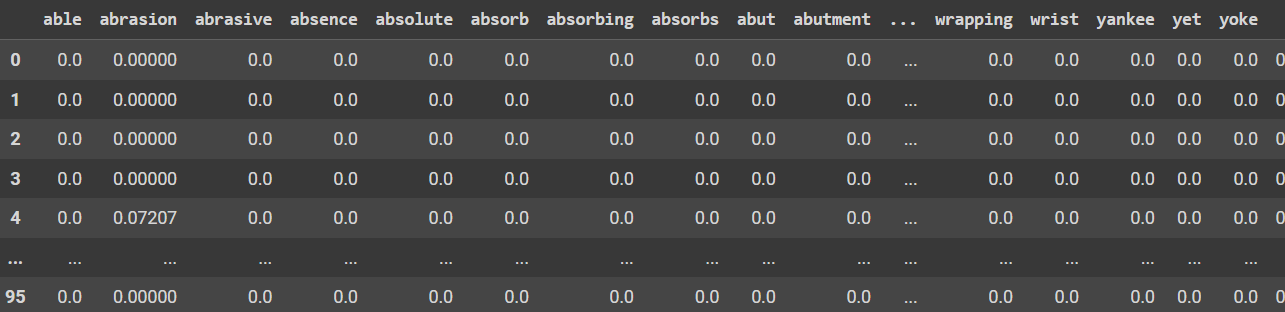 able abrasion abrasive absence absolute absorb absorbing absorbs abut abutment ... wrapping wrist yankee yet yoke
0 0.0 0.00000 0.0 0.0 0.0 0.0 0.0 0.0 0.0 0.0 ... 0.0 0.0 0.0 0.0 0.0 0
1 0.0 0.00000 0.0 0.0 0.0 0.0 0.0 0.0 0.0 0.0 ... 0.0 0.0 0.0 0.0 0.0 0
2 0.0 0.00000 0.0 0.0 0.0 0.0 0.0 0.0 0.0 0.0 ... 0.0 0.0 0.0 0.0 0.0 0
3 0.0 0.00000 0.0 0.0 0.0 0.0 0.0 0.0 0.0 0.0 ... 0.0 0.0 0.0 0.0 0.0 0
4 0.0 0.07207 0.0 0.0 0.0 0.0 0.0 0.0 0.0 0.0 ... 0.0 0.0 0.0 0.0 0.0 0
... ... ... ... ... ... ... ... ... ... ... ... ... ... ... ... ...
95 0.0 0.00000 0.0 0.0 0.0 0.0 0.0 0.0 0.0 0.0 ... 0.0 0.0 0.0 0.0 0.0 0